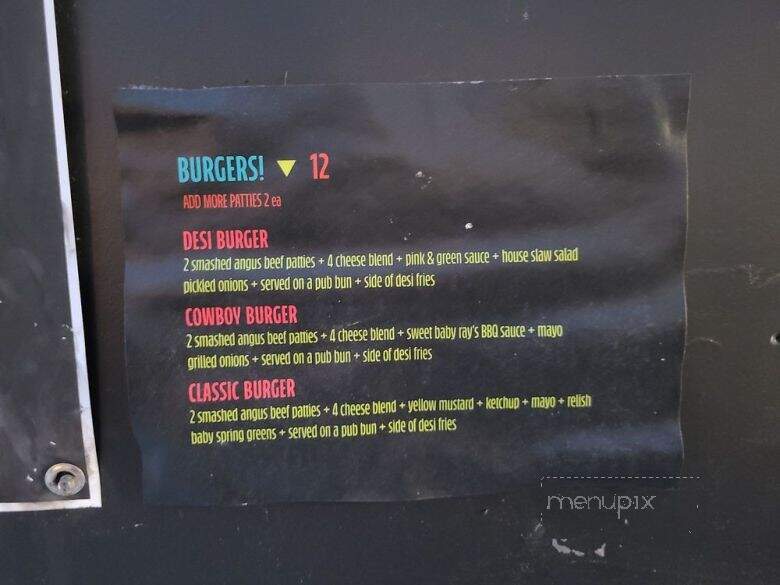 BURGERS! ▼ 12
ADD MORE PATTIES 2 ea
DESI BURGER
2 smashed angus beef patties + 4 cheese blend + pink & green sauce + house slaw salad
pickled onions + served on a pub bun + side of desi fries
COWBOY BURGER
2 smashed angus beef patties + 4 cheese blend + sweet baby ray's BBQ sauce + mayo
grilled onions + served on a pub bun + side of desi fries
CLASSIC BURGER
2 smashed angus beef patties + 4 cheese blend + yellow mustard + ketchup + mayo + relish
baby spring greens + served on a pub bun + side of desi fries
menupix